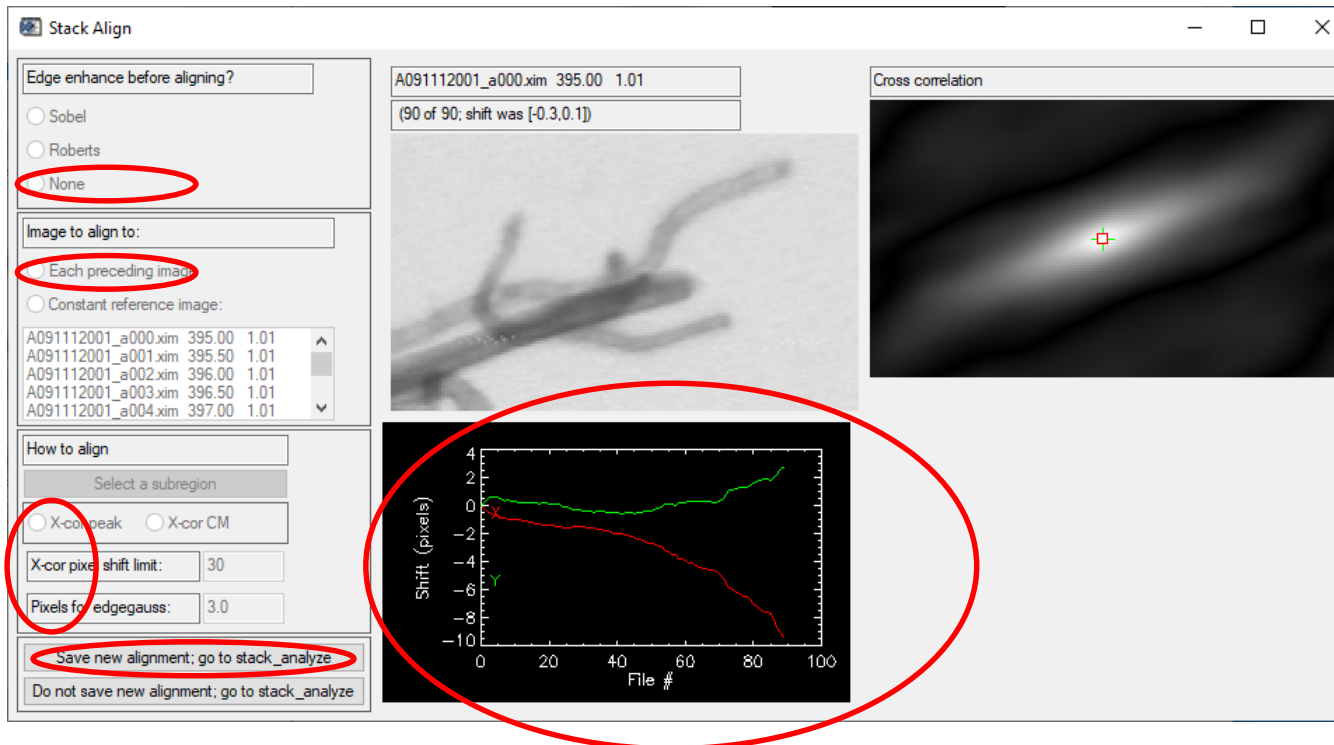 Stack Align
Edge enhance before aligning?
Sobel
Roberts
None
Image to align to:
Each preceding image
Constant reference image:
A091112001_a000.xim 395.00 1.01
A091112001_a001.xim 395.50 1.01
A091112001_a002.xim 396.00 1.01
A091112001_a003.xim 396.50 1.01
A091112001_a004.xim 397.00 1.01
How to align
Select a subregion
X-cor peak X-cor CM
X-cor pixel shift limit: 30
Pixels for edgegauss: 3.0
Save new alignment; go to stack_analyze
Do not save new alignment; go to stack_analyze
A091112001_a000.xim 395.00 1.01
(90 of 90; shift was [-0.3,0.1])
Shift (pixels)
4
2
0
-2
-4
-6
-8
-10
X
Y
0 20 40 60 80 100
File #
Cross correlation